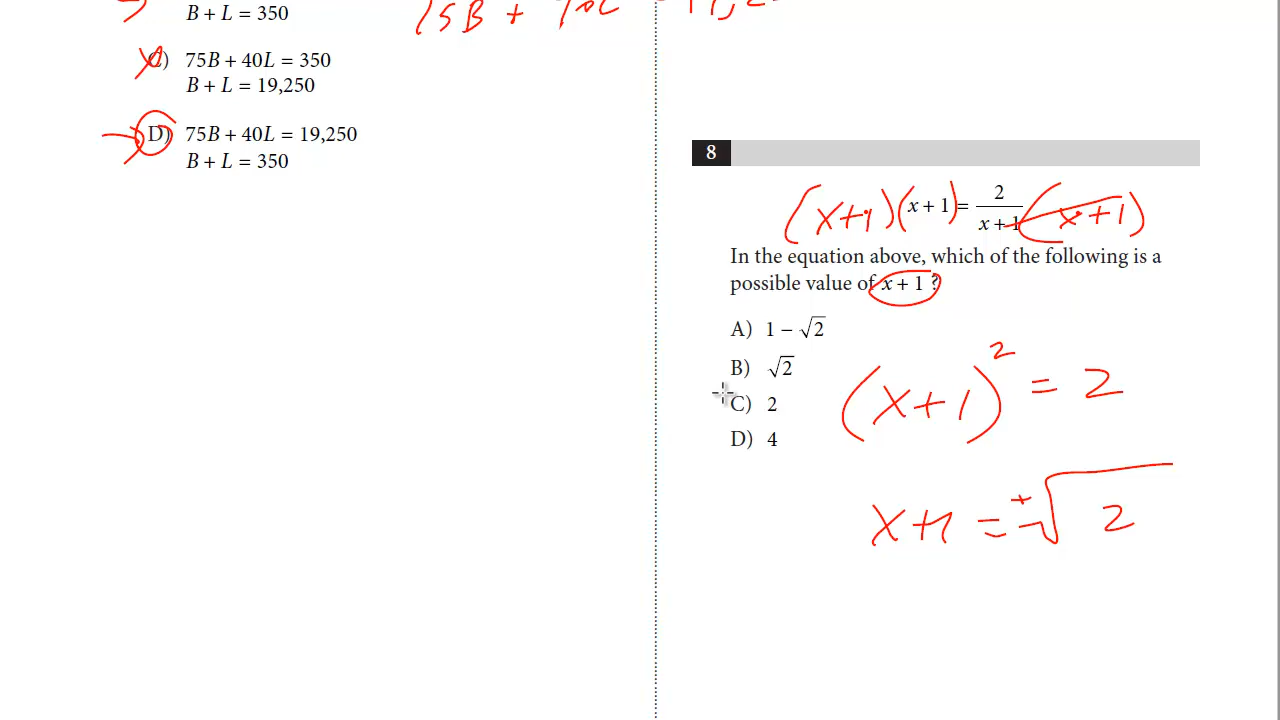 B + L = 350
75B + 40
C) 75B + 40L = 350
B + L = 19,250
D) 75B + 40L = 19,250
B + L = 350
8
(x+1)(x + 1) = 2/(x + 1) (x+1)
In the equation above, which of the following is a
possible value of x + 1 ?
A) 1 − √2
B) √2
C) 2
D) 4
(x+1)² = 2
x+1 = ±√2